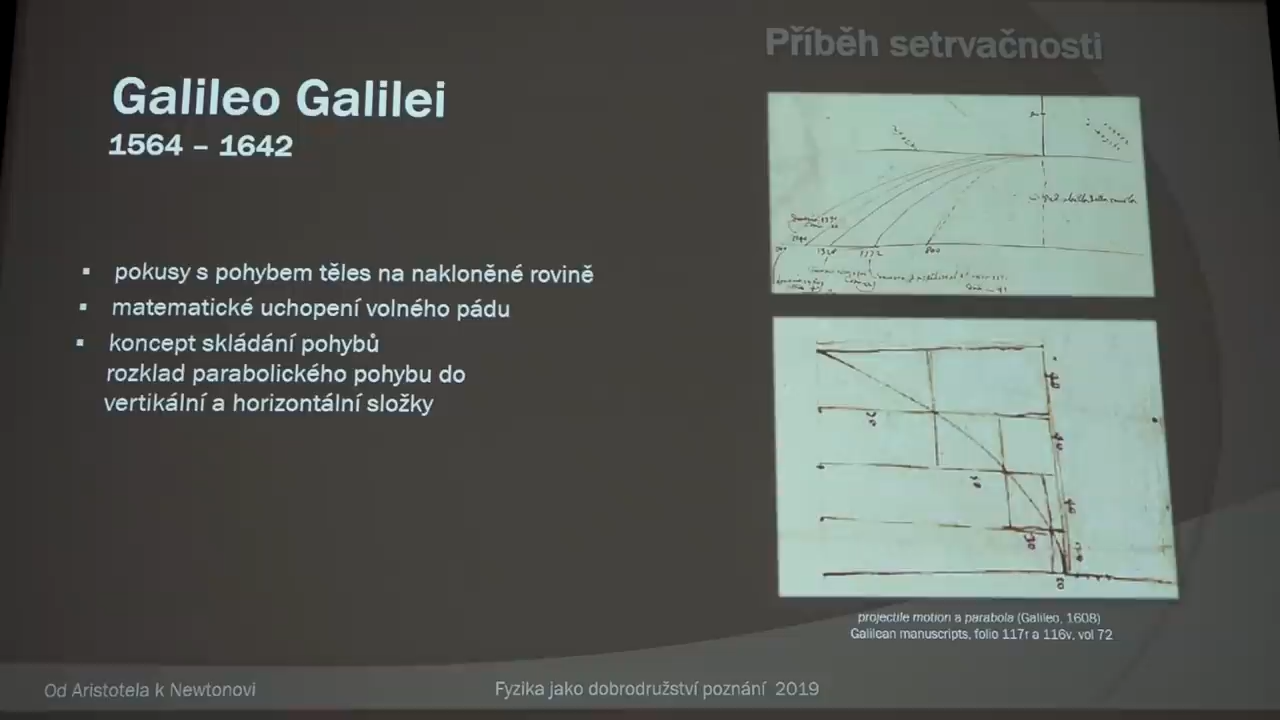 Příběh setrvačnosti
Galileo Galilei
1564 – 1642
▪ pokusy s pohybem těles na nakloněné rovině
▪ matematické uchopení volného pádu
▪ koncept skládání pohybů
rozklad parabolického pohybu do
vertikální a horizontální složky
800
projectile motion a parabola (Galileo, 1608)
Galilean manuscripts, folio 117r a 116v, vol 72
Od Aristotela k Newtonovi
Fyzika jako dobrodružství poznání 2019